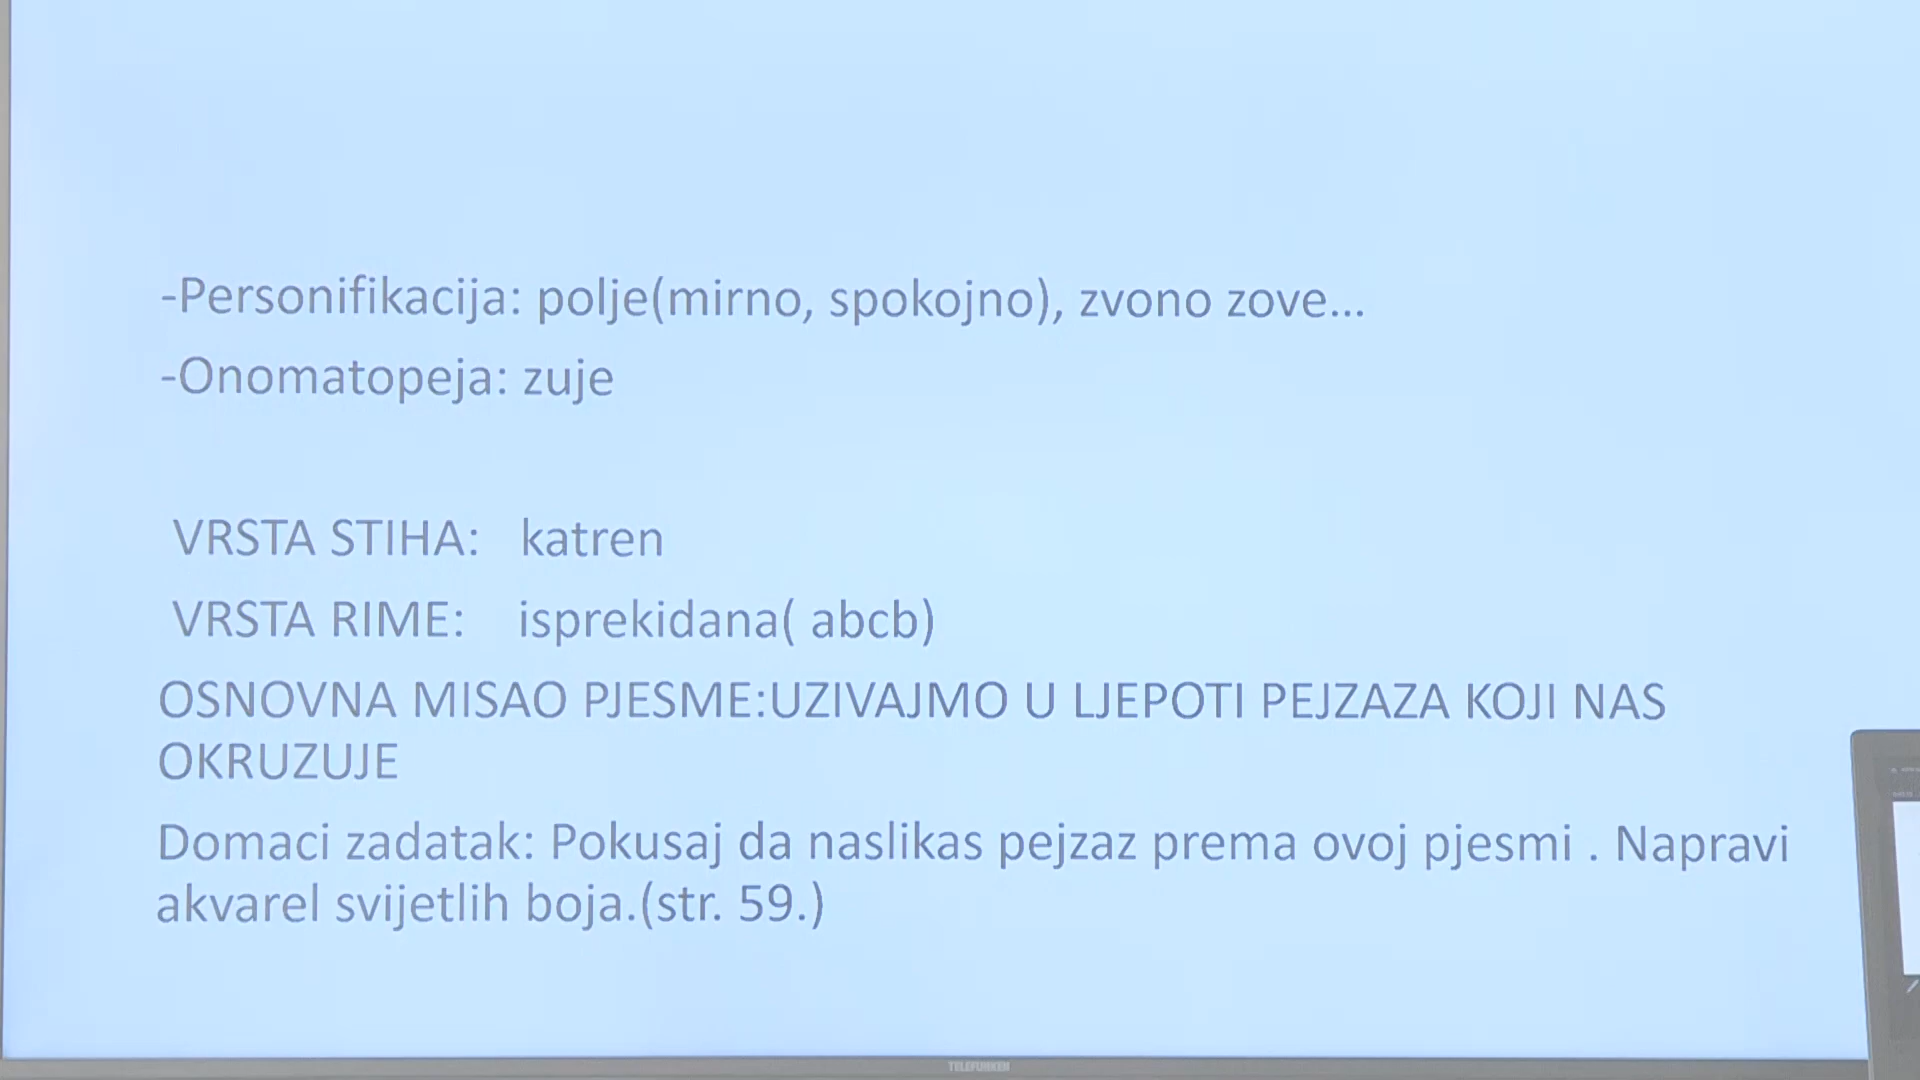 -Personifikacija: polje(mirno, spokojno), zvono zove...
-Onomatopeja: zuje
VRSTA STIHA: katren
VRSTA RIME: isprekidana( abcb)
OSNOVNA MISAO PJESME:UZIVAJMO U LJEPOTI PEJZAZA KOJI NAS
OKRUZUJE
Domaci zadatak: Pokusaj da naslikas pejzaz prema ovoj pjesmi . Napravi
akvarel svijetlih boja.(str. 59.)
TELEFUNKEN